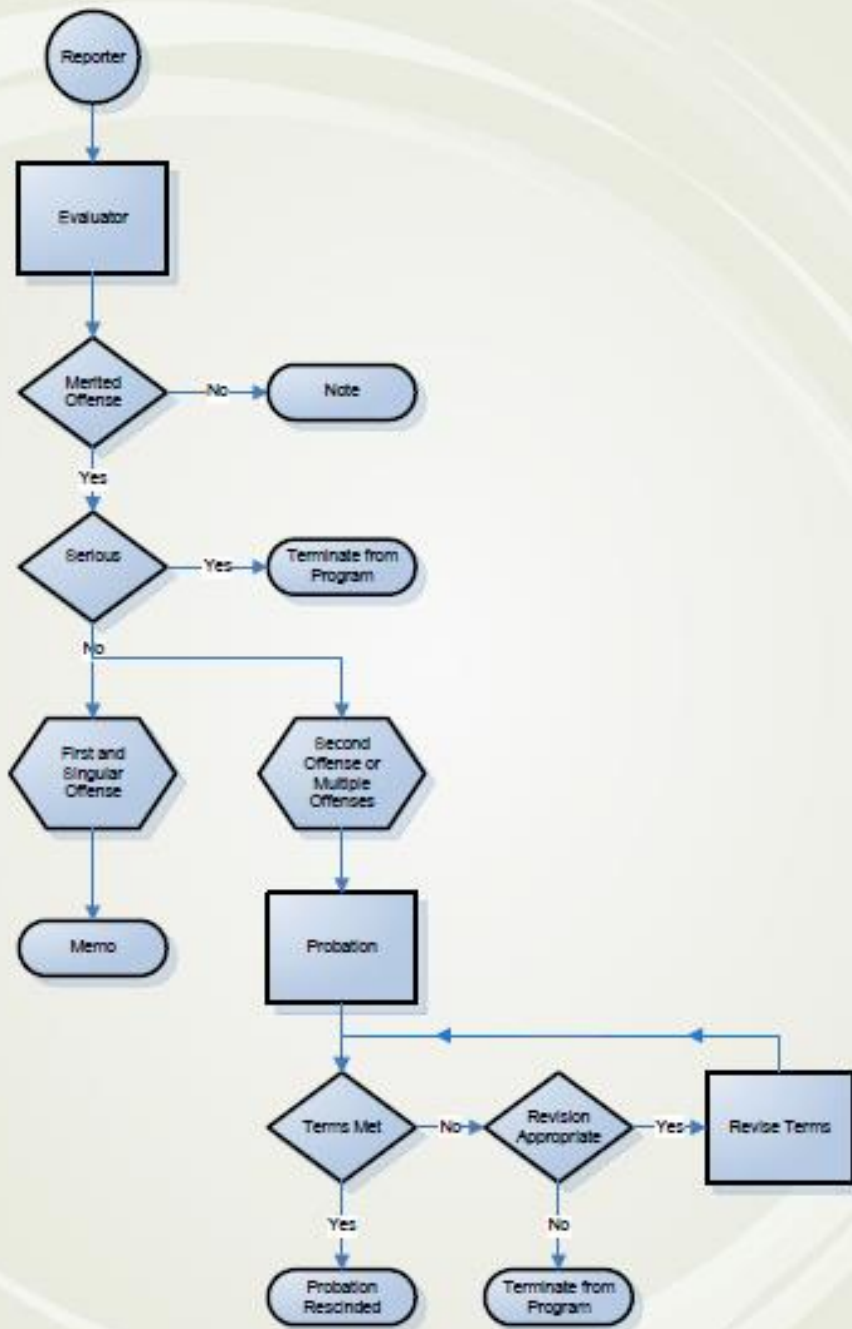 Reporter
Evaluator
Merited
Offense
No
Note
Yes
Serious
Yes
Terminate from
Program
No
First and
Singular
Offense
Second
Offense or
Multiple
Offenses
Memo
Probation
Terms Met
No
Revision
Appropriate
Yes
Revise Terms
Yes
No
Probation
Rescinded
Terminate from
Program